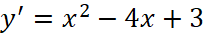 y′ = x² − 4x + 3